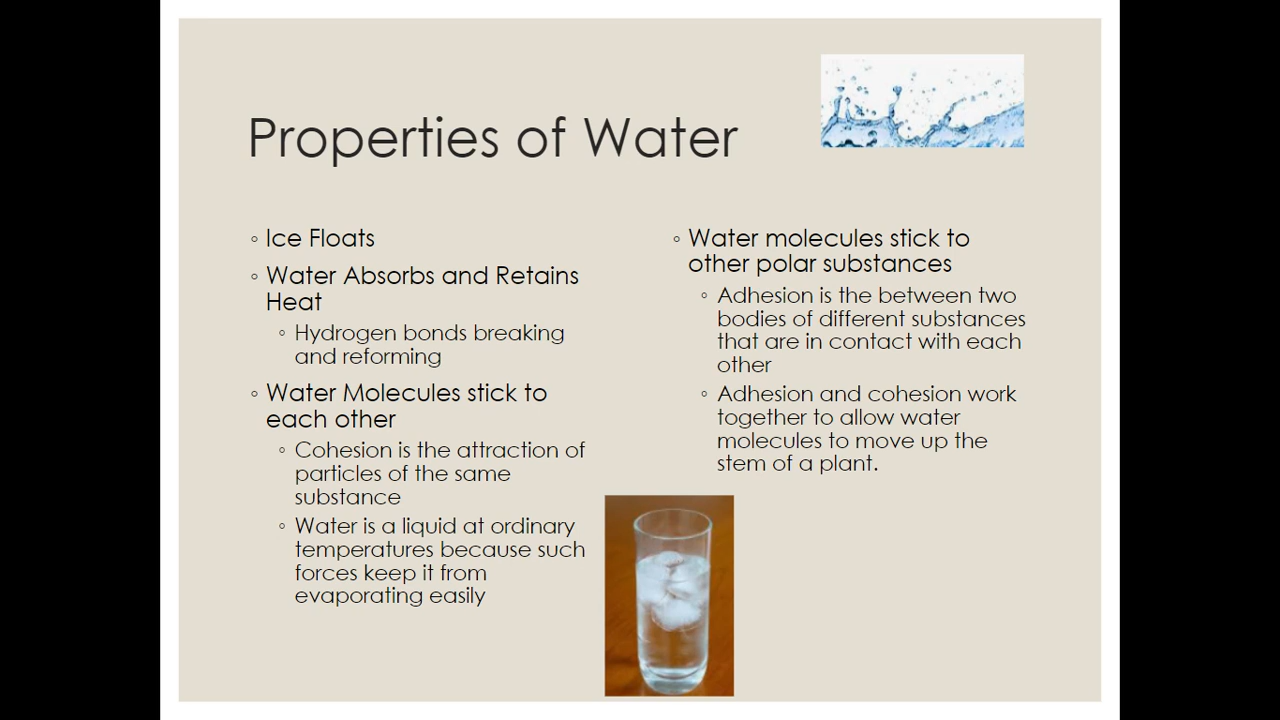 Properties of Water
◦ Ice Floats
◦ Water Absorbs and Retains
Heat
◦ Hydrogen bonds breaking
and reforming
◦ Water Molecules stick to
each other
◦ Cohesion is the attraction of
particles of the same
substance
◦ Water is a liquid at ordinary
temperatures because such
forces keep it from
evaporating easily
◦ Water molecules stick to
other polar substances
◦ Adhesion is the between two
bodies of different substances
that are in contact with each
other
◦ Adhesion and cohesion work
together to allow water
molecules to move up the
stem of a plant.